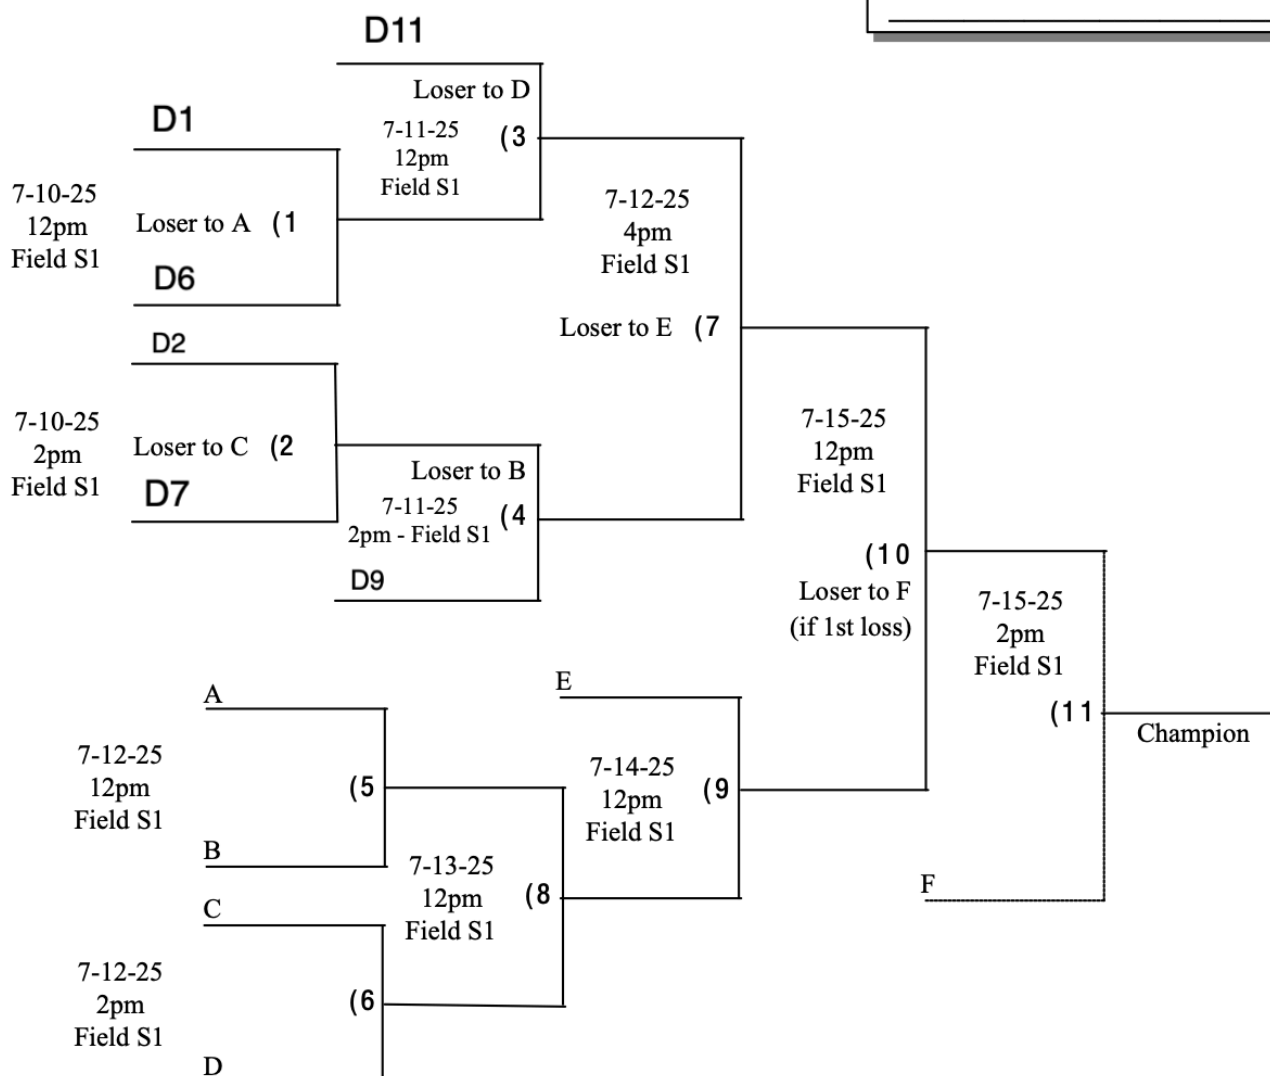 D11
Loser to D
7-11-25
12pm
Field S1
(3
D1
7-10-25
12pm
Field S1
Loser to A (1
D6
7-12-25
4pm
Field S1
Loser to E (7
D2
7-10-25
2pm
Field S1
Loser to C (2
D7
Loser to B
7-11-25
2pm - Field S1
(4
D9
7-15-25
12pm
Field S1
(10
Loser to F
(if 1st loss)
7-15-25
2pm
Field S1
(11
Champion
F
A
7-12-25
12pm
Field S1
(5
B
E
7-14-25
12pm
Field S1
(9
7-13-25
12pm
Field S1
(8
C
7-12-25
2pm
Field S1
(6
D